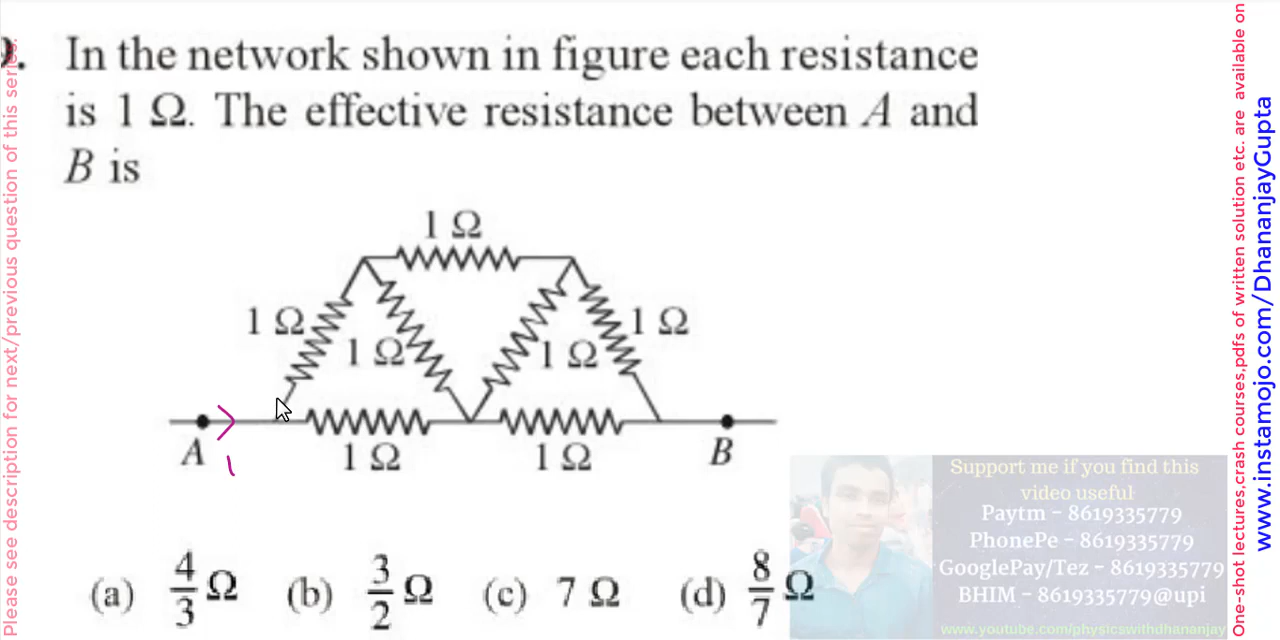 9. In the network shown in figure each resistance
is 1 Ω. The effective resistance between A and
B is
1 Ω
1 Ω
1 Ω
1 Ω
1 Ω
A
1 Ω
1 Ω
B
(a) 4/3 Ω (b) 3/2 Ω (c) 7 Ω (d) 8/7 Ω
Support me if you find this
video useful
Paytm - 8619335779
PhonePe - 8619335779
GooglePay/Tez - 8619335779
BHIM - 8619335779@upi
www.youtube.com/physicswithdhananjay
Please see description for next/previous question of this series.
One-shot lectures,crash courses,pdfs of written solution etc. are available on
www.instamojo.com/DhananjayGupta